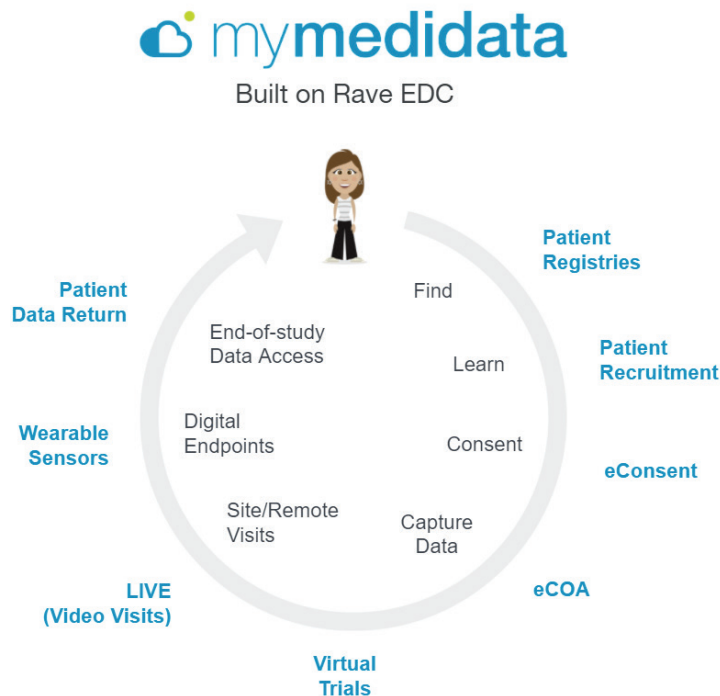 mymedidata
Built on Rave EDC
Patient
Registries
Find
Patient
Data Return
End-of-study
Data Access
Learn
Patient
Recruitment
Wearable
Sensors
Digital
Endpoints
Consent
eConsent
Site/Remote
Visits
Capture
Data
LIVE
(Video Visits)
eCOA
Virtual
Trials